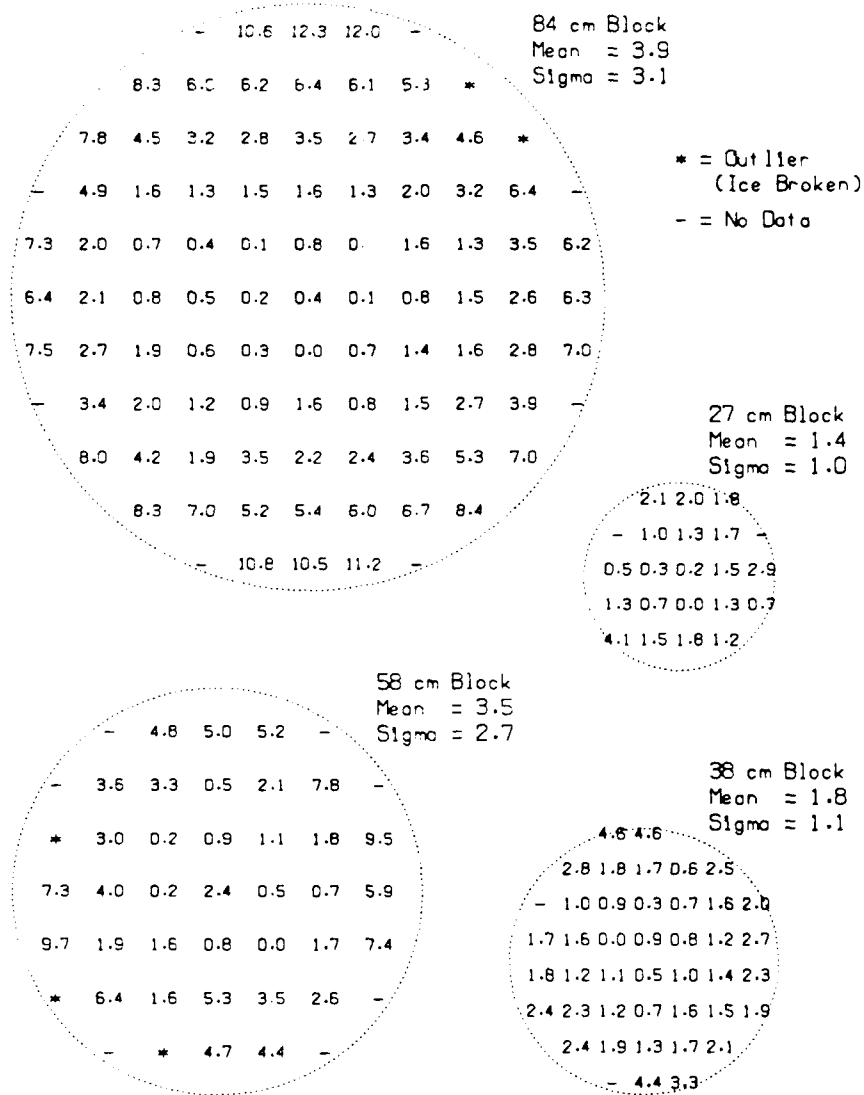 - 10.6 12.3 12.0 -
8.3 6.2 6.4 6.1 *
7.8 4.5 3.2 2.8 3.5 2.7 3.4 4.6 *
- 4.9 1.6 1.3 1.5 1.6 1.3 2.0 3.2 6.4 -
7.3 2.0 0.7 0.4 0.1 0.8 1.6 1.3 3.5 6.2
6.4 2.1 0.8 0.5 0.2 0.4 0.1 0.8 1.5 2.6 6.3
7.5 2.7 1.9 0.6 0.3 0.0 0.7 1.4 1.6 2.8 7.0
- 3.4 2.0 1.2 0.9 1.6 0.8 1.5 2.7 3.9 -
8.0 4.2 1.9 3.5 2.2 2.4 3.6 5.3 7.0
8.3 7.0 5.2 5.4 6.0 6.7 8.4
- 10.8 10.5 11.2 -
84 cm Block
Mean = 3.9
Sigma = 3.1
* = Outlier
(Ice Broken)
- = No Data
27 cm Block
Mean = 1.4
Sigma = 1.0
2.1 2.0 1.8
- 1.0 1.3 1.7 -
0.5 0.3 0.2 1.5 2.9
1.3 0.7 0.0 1.3 0.7
4.1 1.5 1.8 1.2
58 cm Block
Mean = 3.5
Sigma = 2.7
- 4.8 5.0 5.2 -
- 3.6 3.3 0.5 2.1 7.8 -
* 3.0 0.2 0.9 1.1 1.8 9.5
7.3 4.0 0.2 2.4 0.5 0.7 5.9
9.7 1.9 1.6 0.8 0.0 1.7 7.4
* 6.4 1.6 5.3 3.5 2.6 -
- * 4.7 4.4 -
38 cm Block
Mean = 1.8
Sigma = 1.1
4.6 4.6
2.8 1.8 1.7 0.6 2.5
- 1.0 0.9 0.3 0.7 1.6 2.0
1.7 1.6 0.0 0.9 0.8 1.2 2.7
1.8 1.2 1.1 0.5 1.0 1.4 2.3
2.4 2.3 1.2 0.7 1.6 1.5 1.9
2.4 1.9 1.3 1.7 2.1
- 4.4 3.3